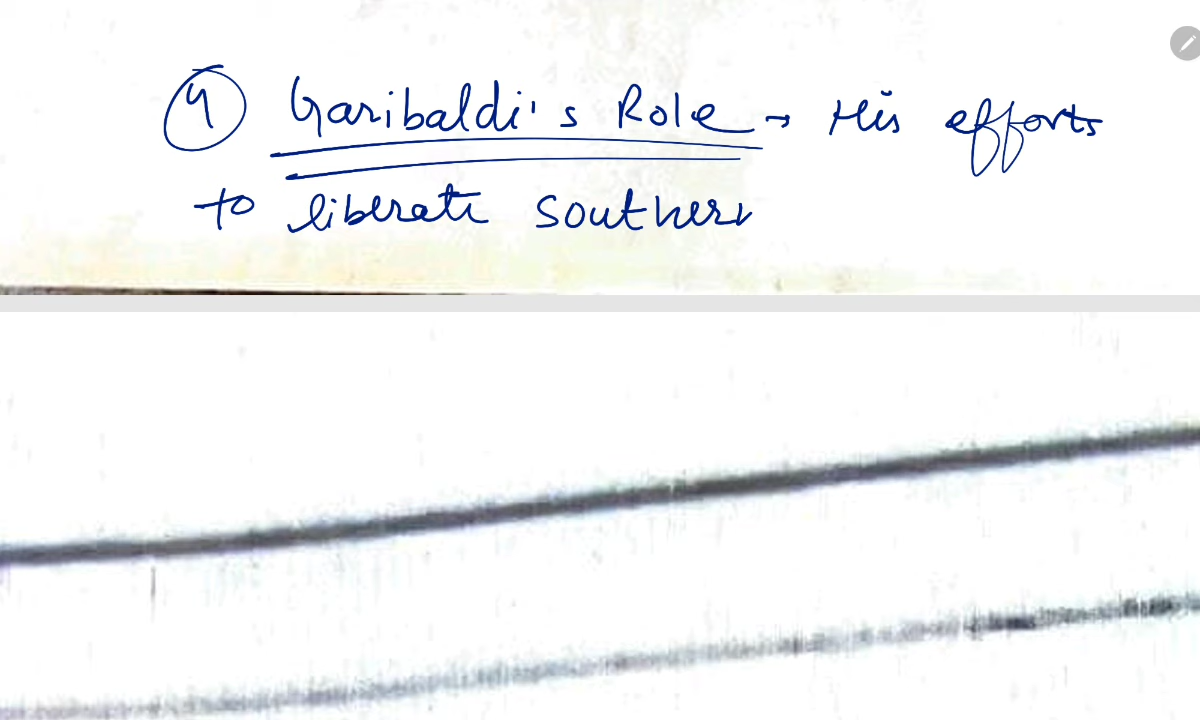 ④ Garibaldi's Role → His efforts
to liberate southern